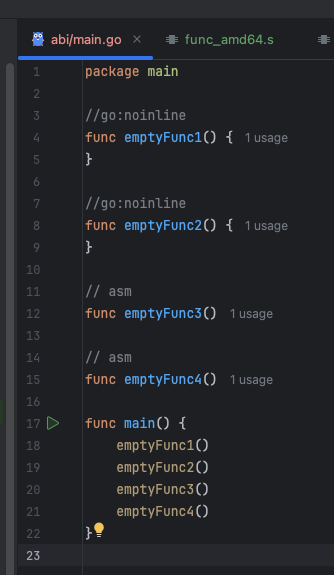 abi/main.go × func_amd64.s
1 package main
2
3 //go:noinline
4 func emptyFunc1() { 1 usage
5 }
6
7 //go:noinline
8 func emptyFunc2() { 1 usage
9 }
10
11 // asm
12 func emptyFunc3() 1 usage
13
14 // asm
15 func emptyFunc4() 1 usage
16
17 func main() {
18 emptyFunc1()
19 emptyFunc2()
20 emptyFunc3()
21 emptyFunc4()
22 }
23